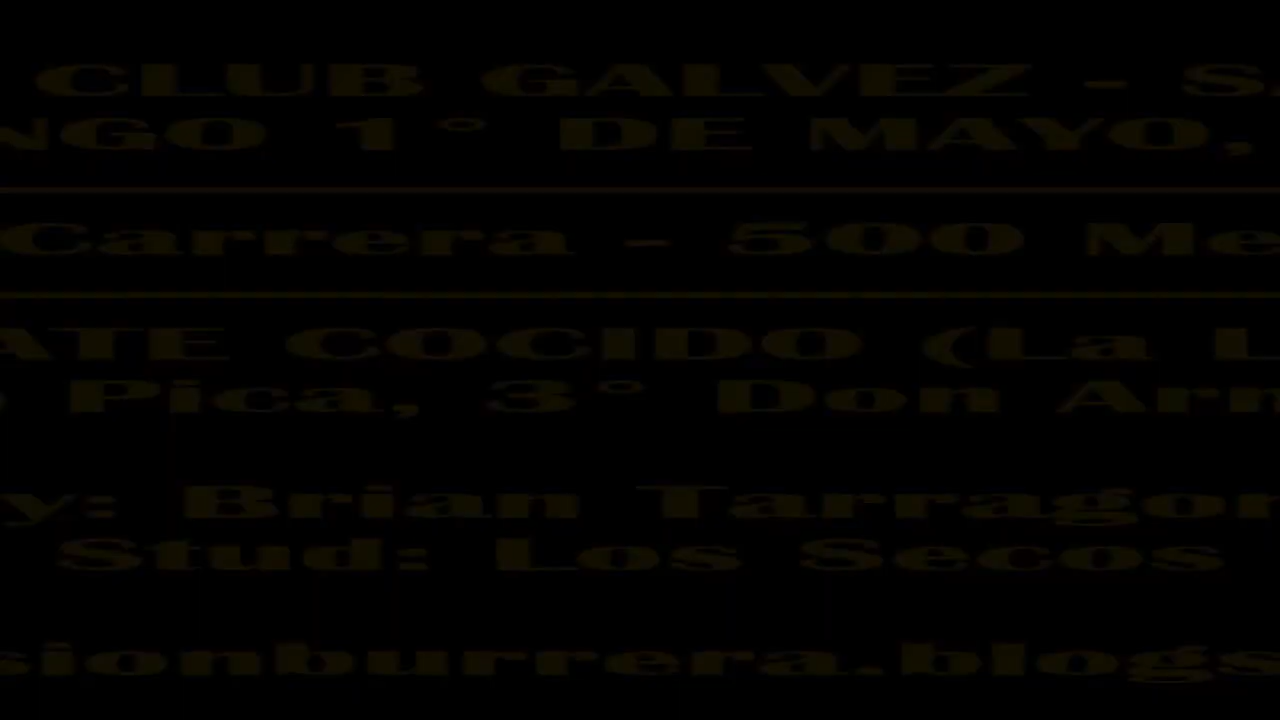 CLUB GALVEZ - S
NGO 1° DE MAYO,
Carrera - 500 Me
ATE COCIDO (La L
Pica, 3° Don Arn
y: Brian Tarragon
Stud: Los Secos
sionburrera.blogs